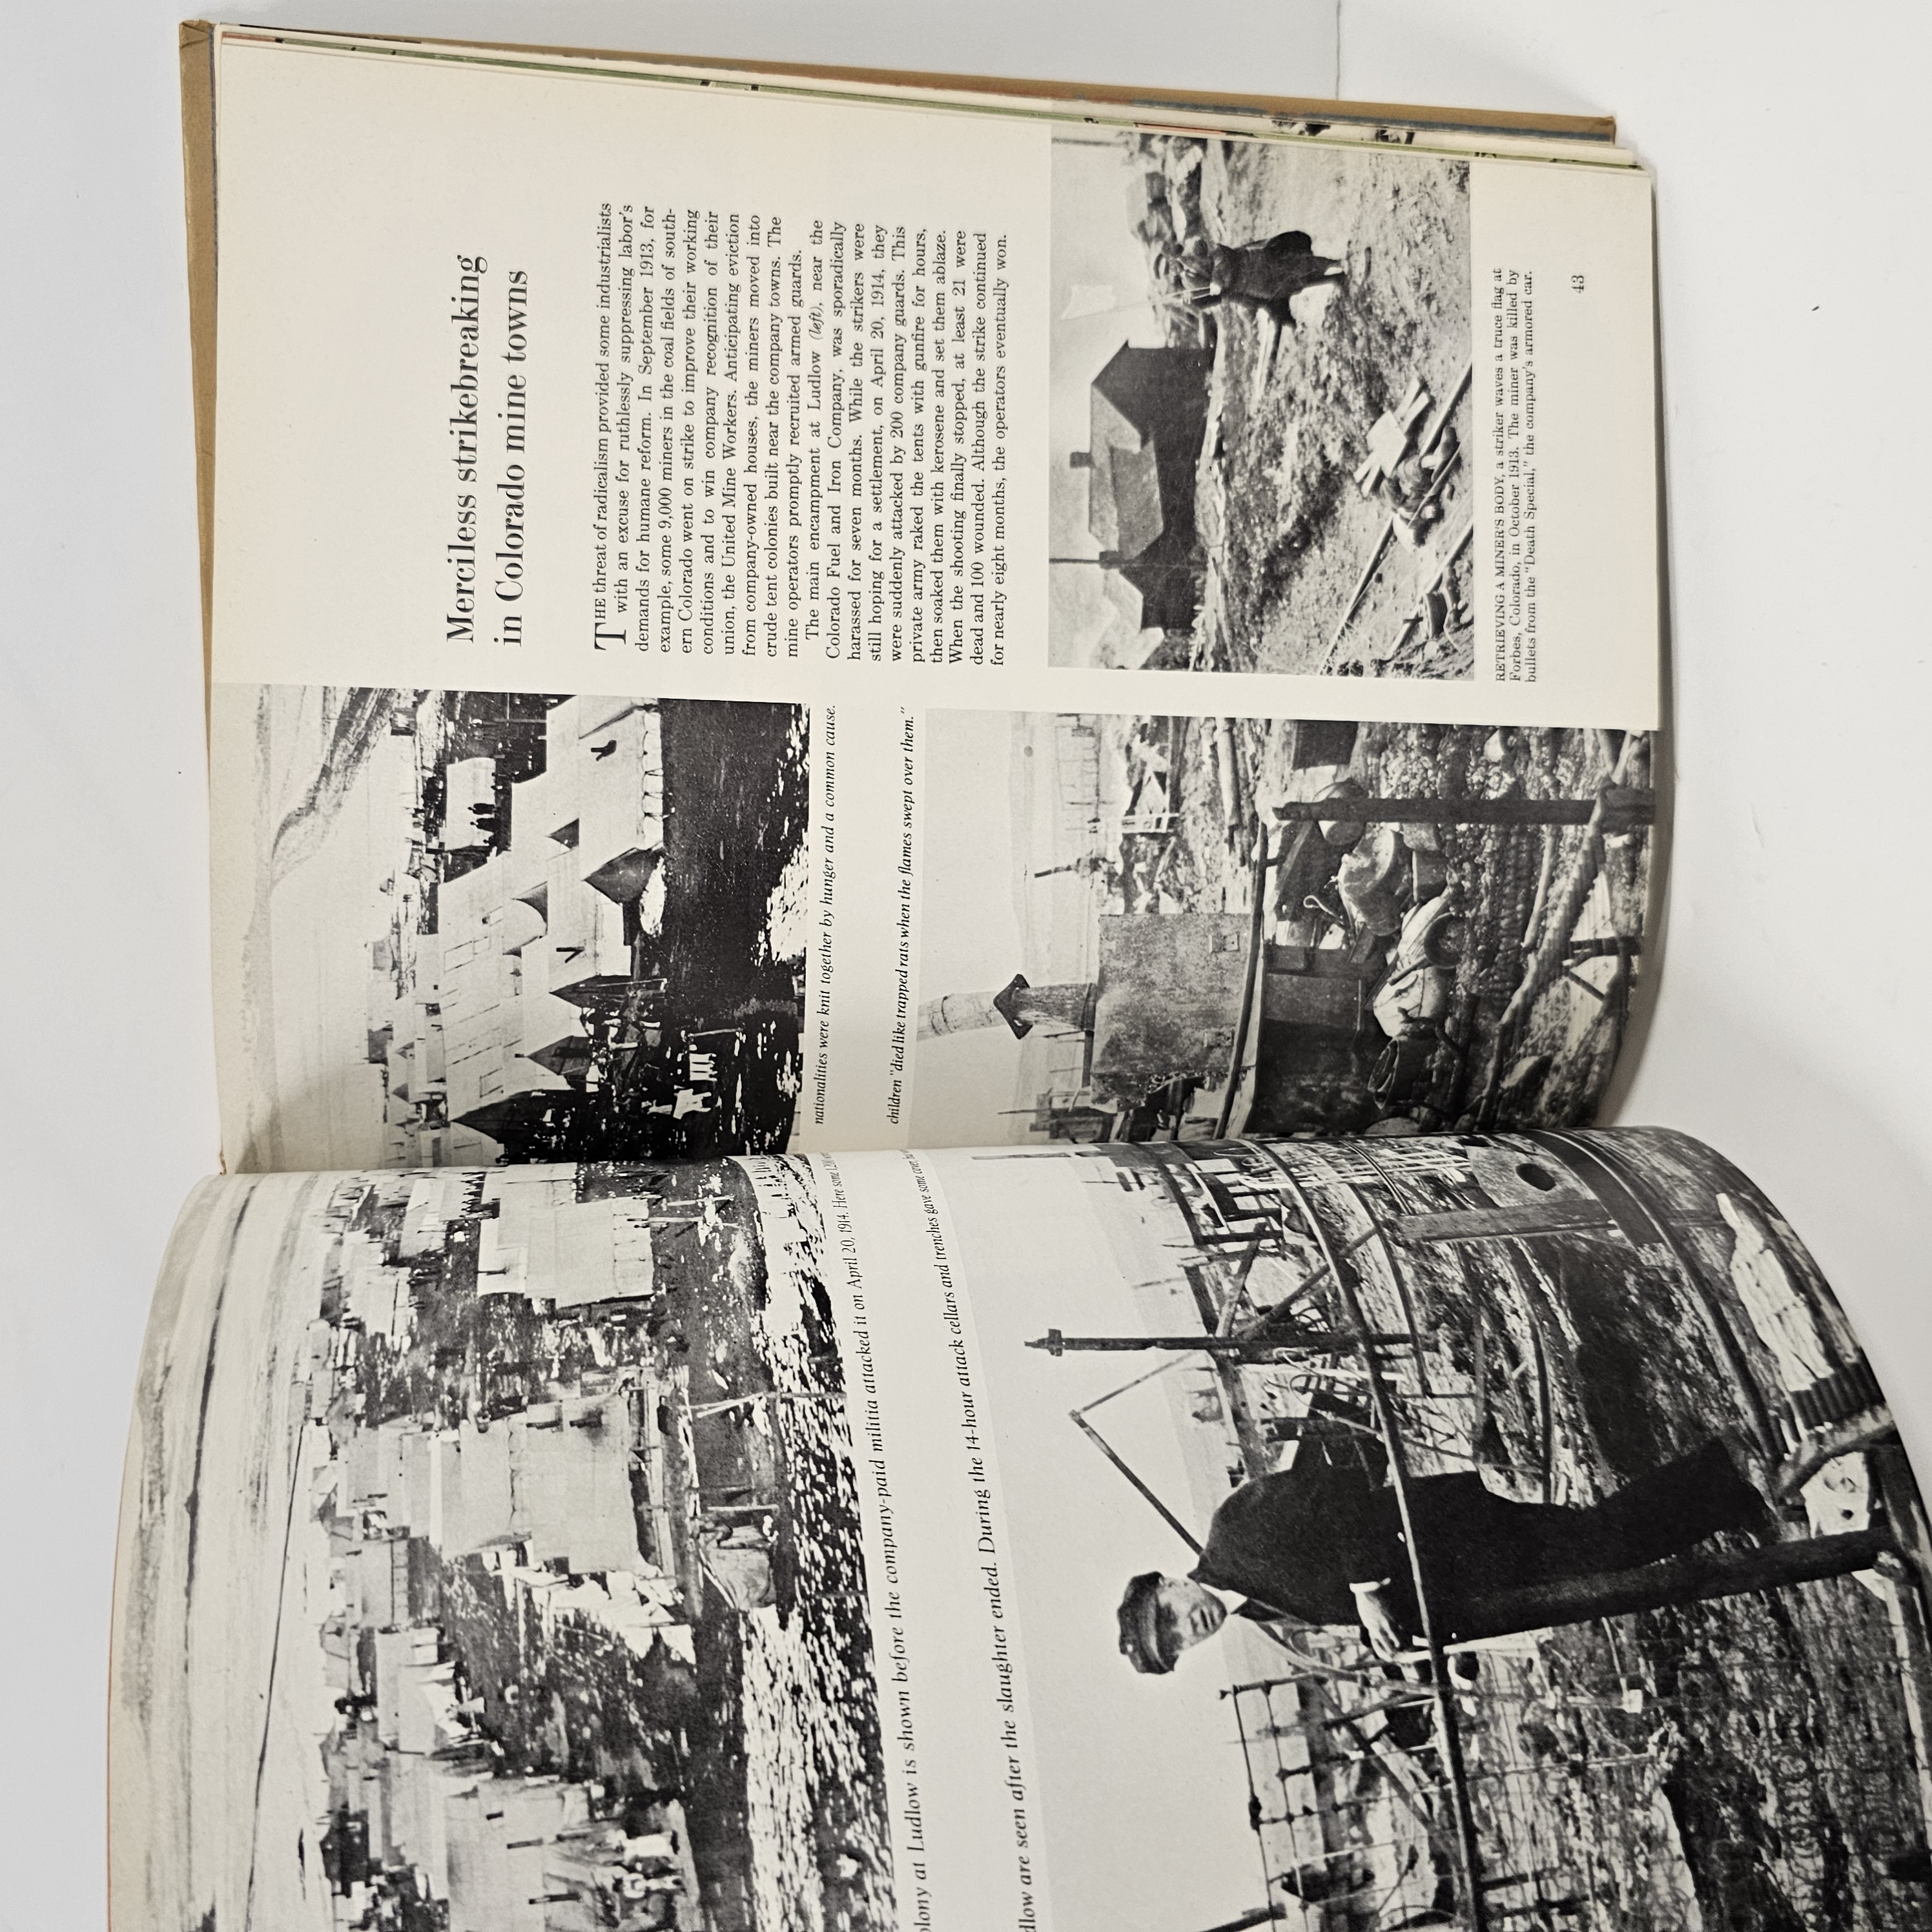 olony at Ludlow is shown before the company-paid militia attacked it on April 20, 1914. Here some 1,200
dlow are seen after the slaughter ended. During the 14-hour attack cellars and trenches gave some cover, but
nationalities were knit together by hunger and a common cause.
children "died like trapped rats when the flames swept over them."
Merciless strikebreaking
in Colorado mine towns
THE threat of radicalism provided some industrialists
with an excuse for ruthlessly suppressing labor's
demands for humane reform. In September 1913, for
example, some 9,000 miners in the coal fields of south-
ern Colorado went on strike to improve their working
conditions and to win company recognition of their
union, the United Mine Workers. Anticipating eviction
from company-owned houses, the miners moved into
crude tent colonies built near the company towns. The
mine operators promptly recruited armed guards.
The main encampment at Ludlow (left), near the
Colorado Fuel and Iron Company, was sporadically
harassed for seven months. While the strikers were
still hoping for a settlement, on April 20, 1914, they
were suddenly attacked by 200 company guards. This
private army raked the tents with gunfire for hours,
then soaked them with kerosene and set them ablaze.
When the shooting finally stopped, at least 21 were
dead and 100 wounded. Although the strike continued
for nearly eight months, the operators eventually won.
RETRIEVING A MINER'S BODY, a striker waves a truce flag at
Forbes, Colorado, in October 1913. The miner was killed by
bullets from the "Death Special," the company's armored car.
43